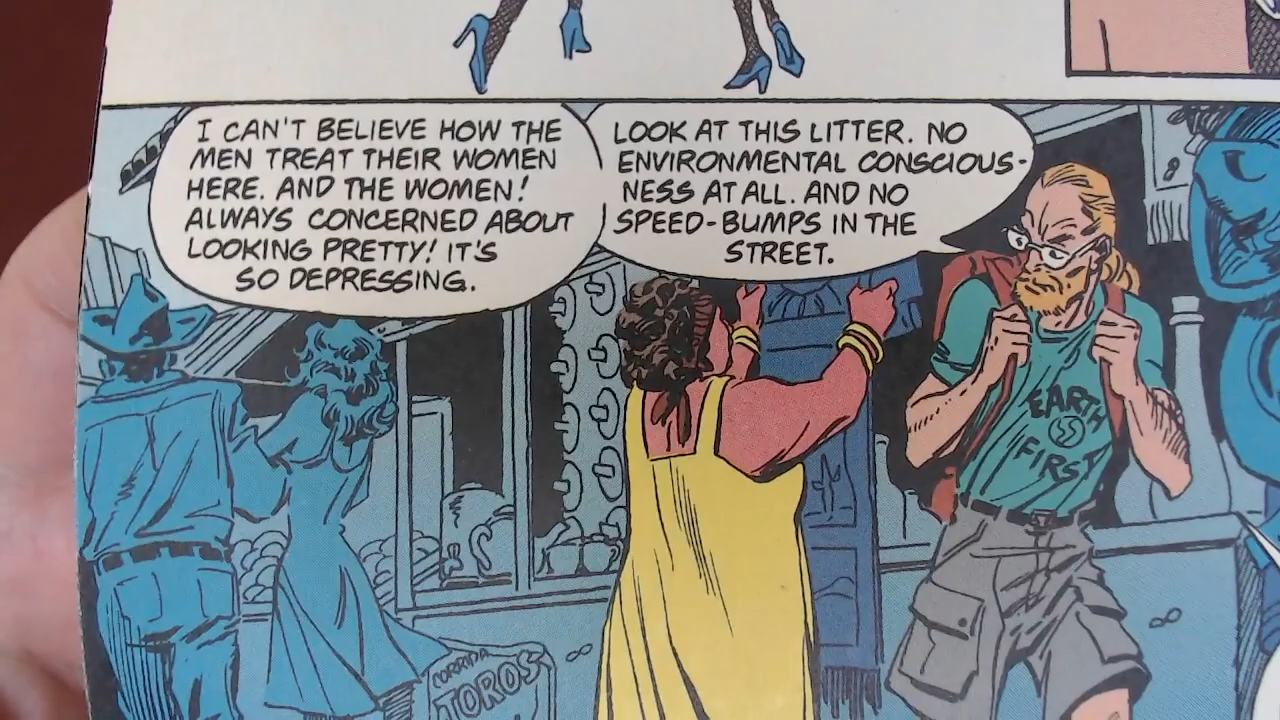 I CAN'T BELIEVE HOW THE
MEN TREAT THEIR WOMEN
HERE. AND THE WOMEN!
ALWAYS CONCERNED ABOUT
LOOKING PRETTY! IT'S
SO DEPRESSING.
LOOK AT THIS LITTER. NO
ENVIRONMENTAL CONSCIOUS-
NESS AT ALL. AND NO
SPEED-BUMPS IN THE
STREET.
EARTH
FIRST
CORRIDA
TOROS